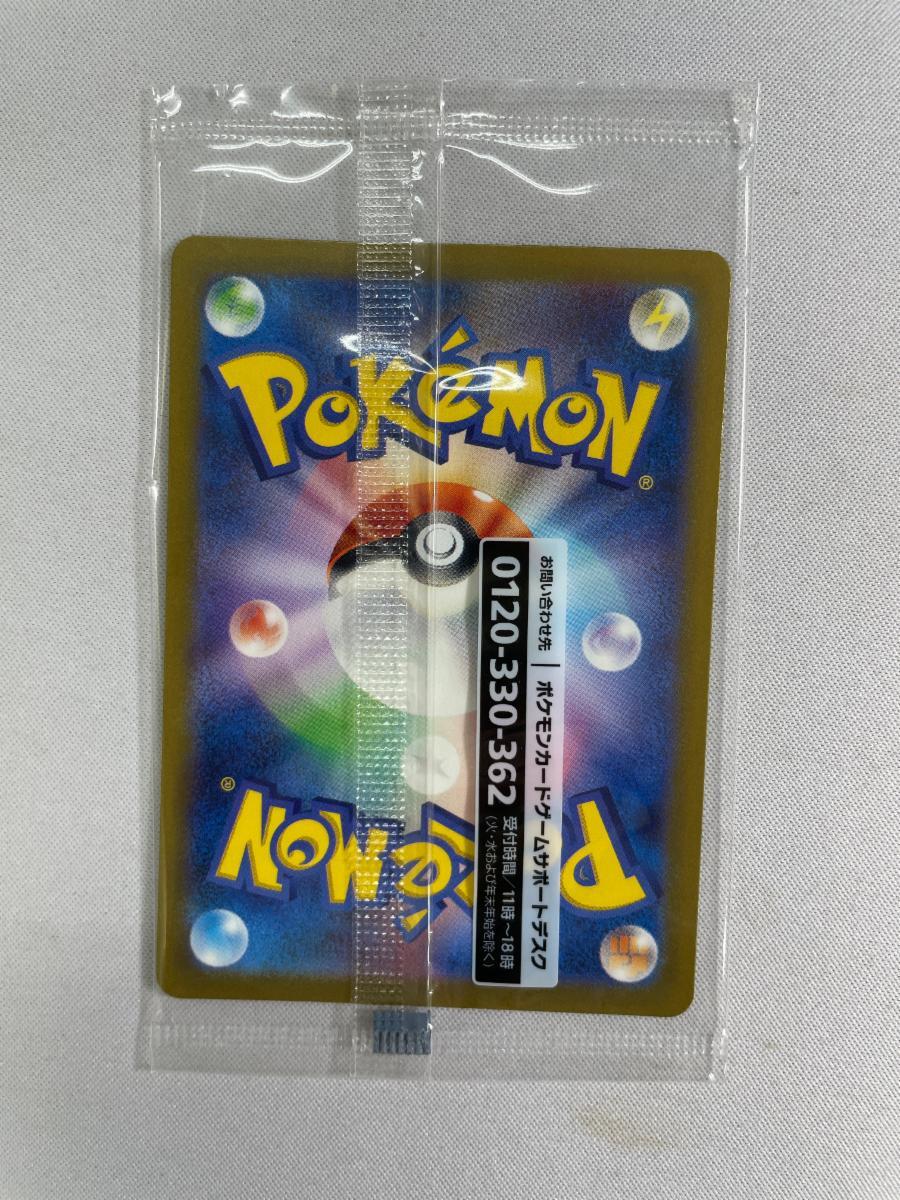 POKéMON
®
お問い合わせ先 | ポケモンカードゲームサポートデスク
0120-330-362
受付時間/11時~18時
(火・水および年末年始を除く)
POKéMON
®